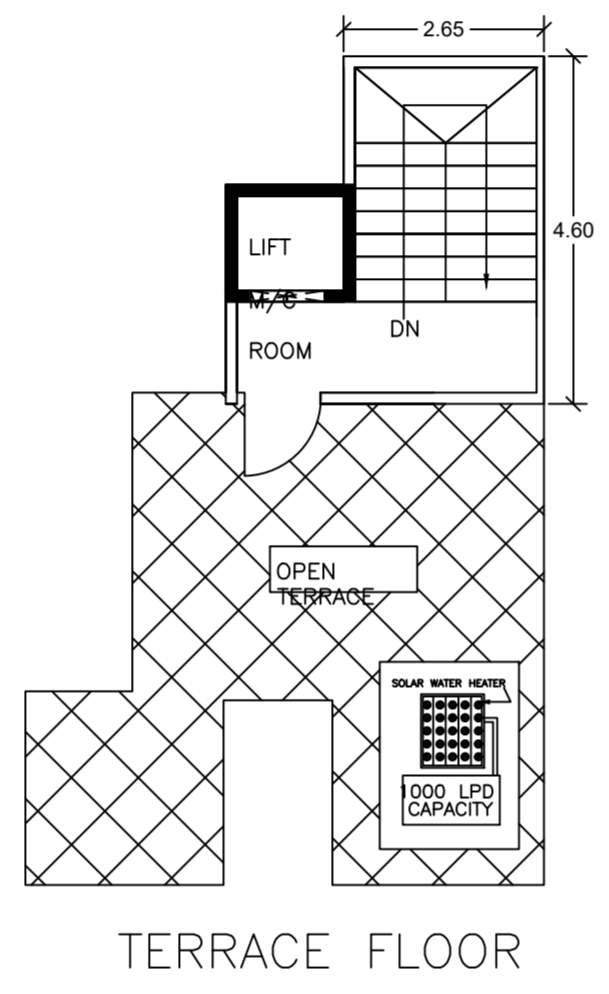 2.65
4.60
LIFT
M/C
ROOM
DN
OPEN
TERRACE
SOLAR WATER HEATER
1000 LPD
CAPACITY
TERRACE FLOOR